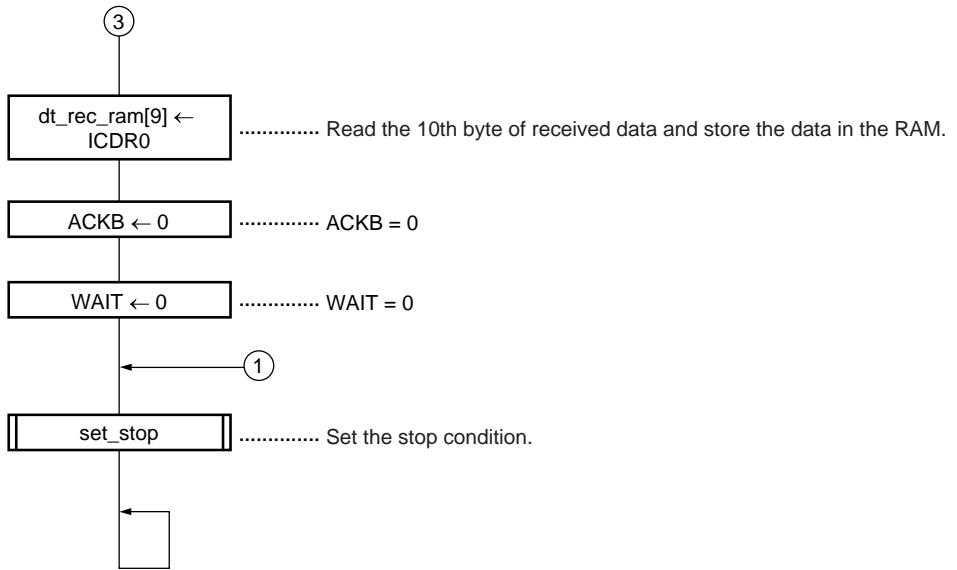 3
dt_rec_ram[9] ←
ICDR0
.............. Read the 10th byte of received data and store the data in the RAM.
ACKB ← 0 .............. ACKB = 0
WAIT ← 0 .............. WAIT = 0
1
set_stop .............. Set the stop condition.